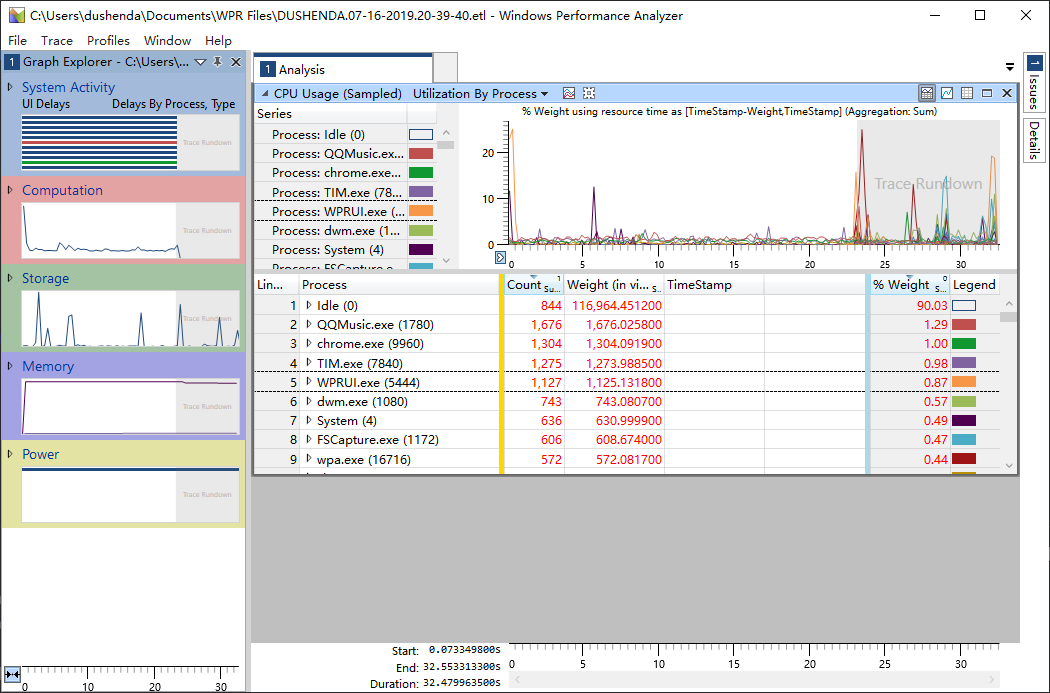 C:\Users\dushenda\Documents\WPR Files\DUSHENDA.07-16-2019.20-39-40.etl - Windows Performance Analyzer
File Trace Profiles Window Help
1 Graph Explorer - C:\Users\...
System Activity
UI Delays Delays By Process, Type
Trace Rundown
Computation
Trace Rundown
Storage
Trace Rundown
Memory
Trace Rundown
Power
Trace Rundown
0 10 20 30
1 Analysis
CPU Usage (Sampled) Utilization By Process
Series
Process: Idle (0)
Process: QQMusic.ex...
Process: chrome.exe...
Process: TIM.exe (78...
Process: WPRUI.exe (...
Process: dwm.exe (1...
Process: System (4)
Process: FSCapture.e...
% Weight using resource time as [TimeStamp-Weight,TimeStamp] (Aggregation: Sum)
20
10
0
Trace Rundown
0 5 10 15 20 25 30
Lin... Process Count 1 Su... Weight (in vi... s.. TimeStamp % Weight 0 s... Legend
1 Idle (0) 844 116,964.451200 90.03
2 QQMusic.exe (1780) 1,676 1,676.025800 1.29
3 chrome.exe (9960) 1,304 1,304.091900 1.00
4 TIM.exe (7840) 1,275 1,273.988500 0.98
5 WPRUI.exe (5444) 1,127 1,125.131800 0.87
6 dwm.exe (1080) 743 743.080700 0.57
7 System (4) 636 630.999900 0.49
8 FSCapture.exe (1172) 606 608.674000 0.47
9 wpa.exe (16716) 572 572.081700 0.44
Start: 0.073349800s
End: 32.553313300s
Duration: 32.479963500s
0 5 10 15 20 25 30
1 Issues
Details